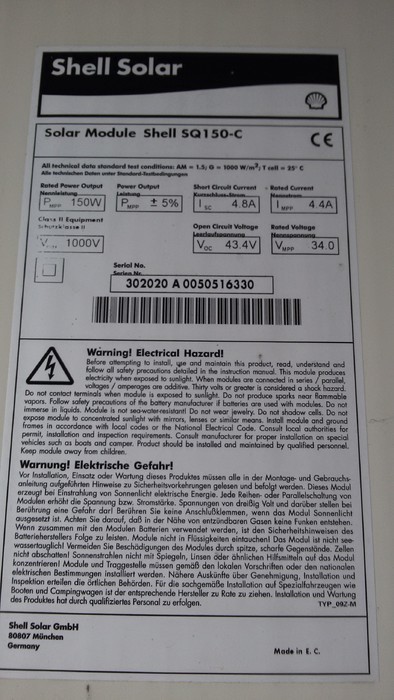 Shell Solar
Solar Module Shell SQ150-C
CE
All technical data standard test conditions: AM = 1.5; G = 1000 W/m²; T cell = 25° C
Alle technischen Daten unter Standard-Testbedingungen
Rated Power Output Power Output Short Circuit Current Rated Current
Nennleistung Leistung Kurzschluss-Strom
PMPP 150W PMPP ± 5% ISC 4.8A IMPP 4.4A
Class II Equipment Open Circuit Voltage Rated Voltage
Schutzklasse II Leerlaufspannung Nennspannung
1000V VOC 43.4V VMPP 34.0
Serial No.
Serien Nr.
302020 A 0050516330
Warning! Electrical Hazard!
Before attempting to install, use and maintain this product, read, understand and
follow all safety precautions detailed in the instruction manual. This module produces
electricity when exposed to sunlight. When modules are connected in series / parallel,
voltages / amperages are additive. Thirty volts or greater is considered a shock hazard.
Do not contact terminals when module is exposed to sunlight. Do not produce sparks near flammable
vapors. Follow safety precautions of the battery manufacturer if batteries are used with modules. Do not
immerse in liquids. Module is not seawater-resistant! Do not wear jewelry. Do not shadow cells. Do not
expose module to concentrated sunlight with mirrors, lenses or similar means. Install module and ground
frames in accordance with local codes or the National Electrical Code. Consult local authorities for
permit, installation and inspection requirements. Consult manufacturer for proper installation on special
vehicles such as boats and camper. Product should be installed and maintained by qualified personnel.
Keep module away from children.
Warnung! Elektrische Gefahr!
Vor Installation, Einsatz oder Wartung dieses Produktes müssen alle in der Montage- und Gebrauchs-
anleitung aufgeführten Hinweise zu Sicherheitsvorkehrungen gelesen und befolgt werden. Dieses Modul
erzeugt bei Einstrahlung von Sonnenlicht elektrische Energie. Jede Reihen- oder Parallelschaltung von
Modulen erhöht die Spannung bzw. Stromstärke. Spannungen von dreißig Volt und darüber stellen bei
Berührung eine Gefahr dar! Berühren Sie keine Anschlußklemmen, wenn das Modul Sonnenlicht
ausgesetzt ist. Achten Sie darauf, daß in der Nähe von entzündbaren Gasen keine Funken entstehen.
Wenn zusammen mit den Modulen Batterien verwendet werden, ist den Sicherheitshinweisen des
Batterieherstellers Folge zu leisten. Module nicht in Flüssigkeiten eintauchen! Das Modul ist nicht see-
wassertauglich! Vermeiden Sie Beschädigungen des Moduls durch spitze, scharfe Gegenstände. Zellen
nicht abschatten! Sonnenstrahlen nicht mit Spiegeln, Linsen oder ähnlichen Hilfsmitteln auf das Modul
konzentrieren! Module und Traggestelle müssen gemäß den lokalen Vorschriften oder den nationalen
elektrischen Bestimmungen installiert werden. Nähere Auskünfte über Genehmigung, Installation und
Inspektion erteilen die örtlichen Behörden. Für die sachgemäße Installation auf Spezialfahrzeugen wie
Booten und Campingwagen ist der entsprechende Hersteller zu Rate zu ziehen. Installation und Wartung
des Produktes hat durch qualifiziertes Personal zu erfolgen.
TYP_09Z-M
Shell Solar GmbH
80807 München
Germany
Made in E. C.